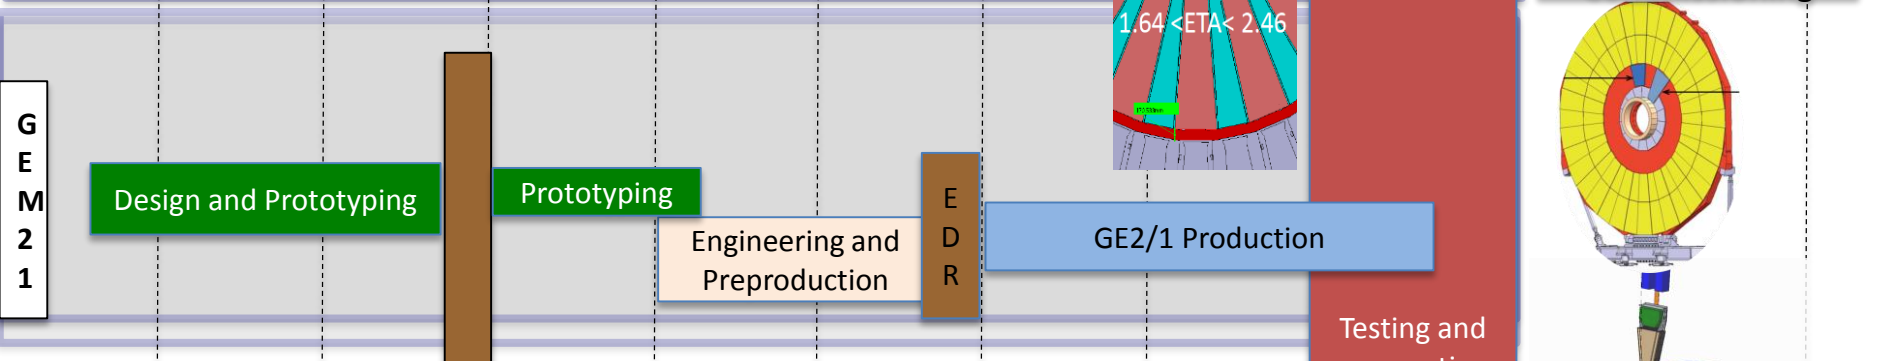 1.64 <ETA< 2.46
G
E
M
2
1
Design and Prototyping
Prototyping
Engineering and
Preproduction
E
D
R
GE2/1 Production
Testing and